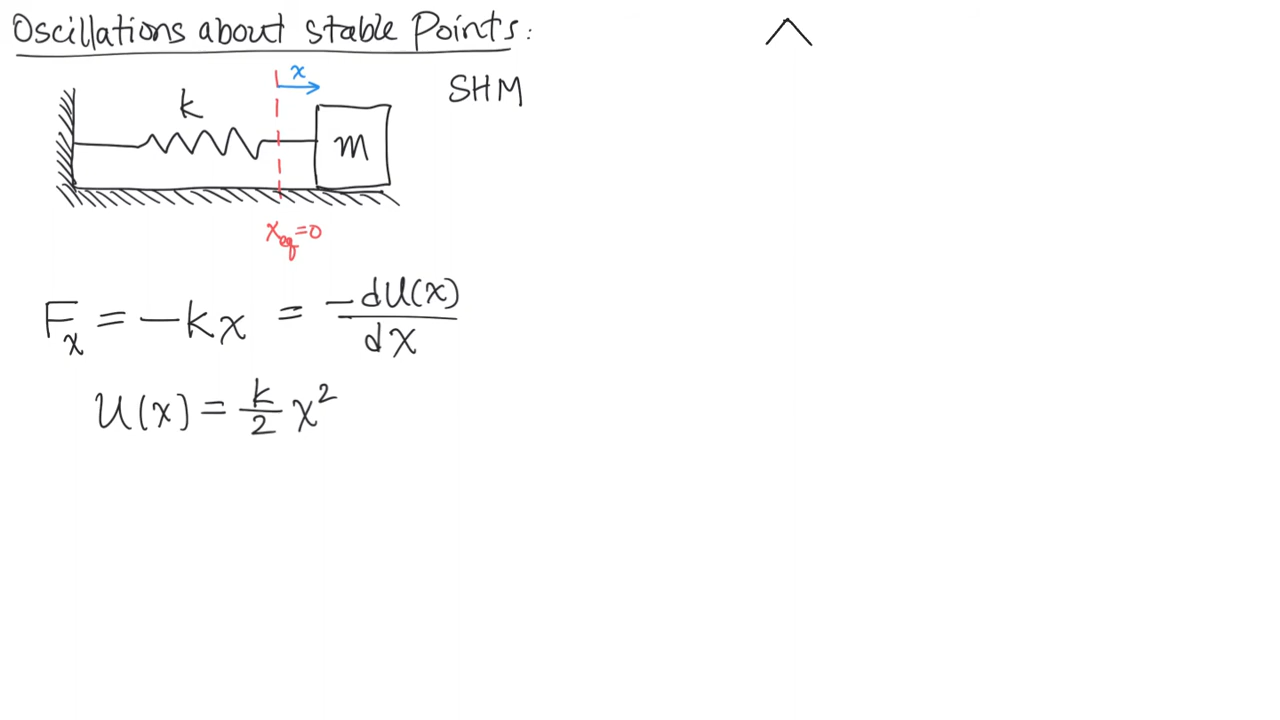 Oscillations about stable Points:
x
SHM
k
m
x_eq=0
F_x = -kx = -dU(x)/dx
U(x) = k/2 x²